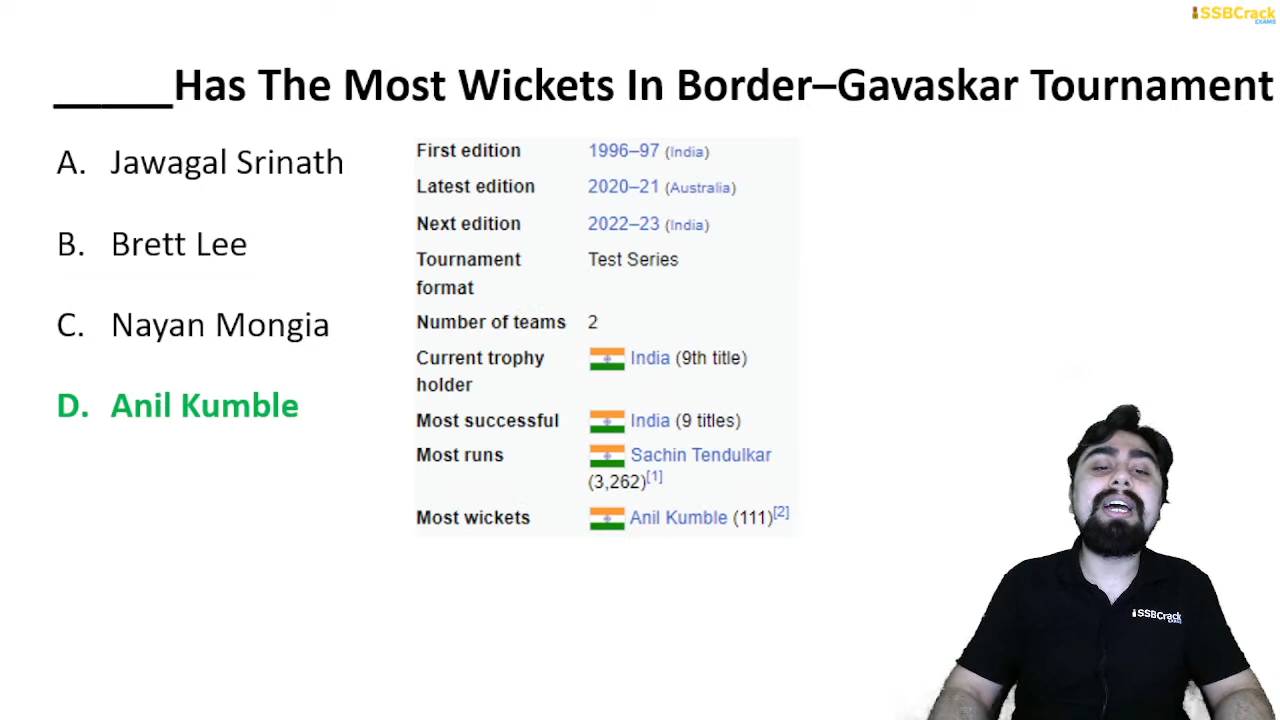 SSBCrack
EXAMS
_____Has The Most Wickets In Border–Gavaskar Tournament
A. Jawagal Srinath
B. Brett Lee
C. Nayan Mongia
D. Anil Kumble
First edition 1996–97 (India)
Latest edition 2020–21 (Australia)
Next edition 2022–23 (India)
Tournament format Test Series
Number of teams 2
Current trophy holder India (9th title)
Most successful India (9 titles)
Most runs Sachin Tendulkar
(3,262)[1]
Most wickets Anil Kumble (111)[2]
SSBCrack
EXAMS